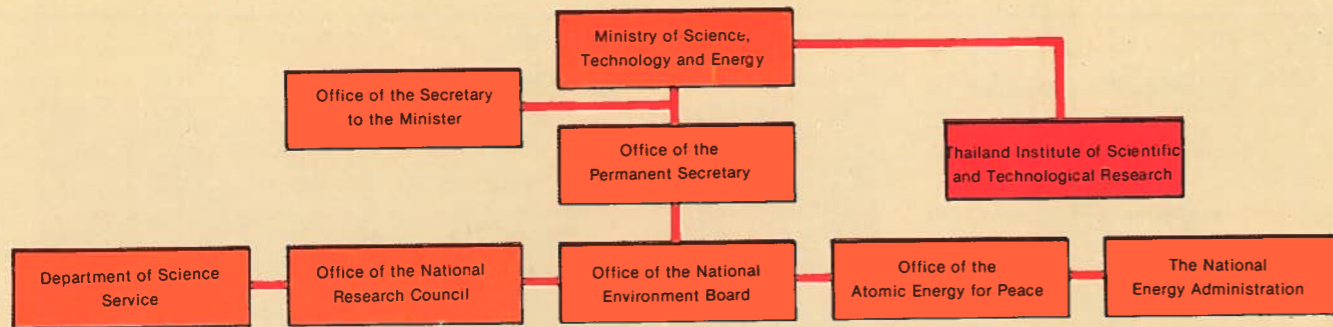 Ministry of Science,
Technology and Energy
Office of the Secretary
to the Minister
Office of the
Permanent Secretary
Thailand Institute of Scientific
and Technological Research
Department of Science
Service
Office of the National
Research Council
Office of the National
Environment Board
Office of the
Atomic Energy for Peace
The National
Energy Administration